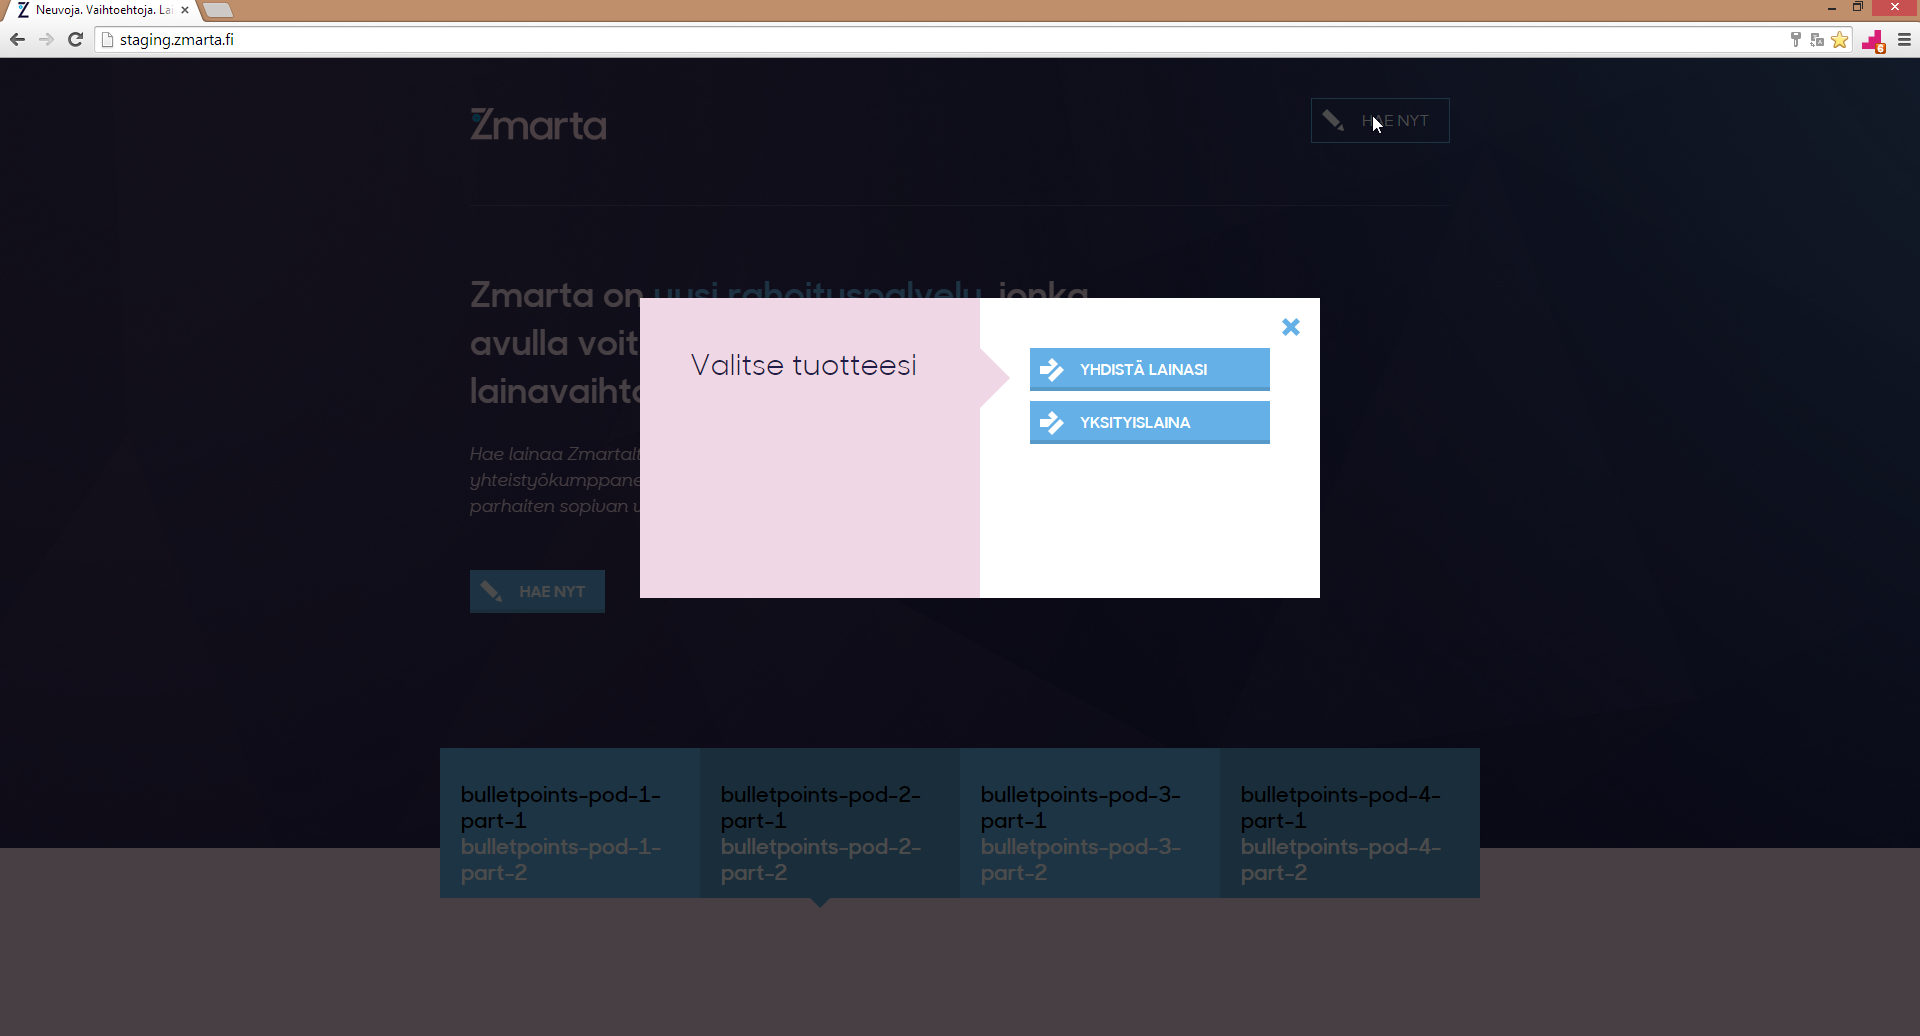 Neuvoja. Vaihtoehtoja. La
staging.zmarta.fi
6
Zmarta
HAE NYT
Zmarta on uusi rahoituspalvelu, jonka
avulla voit
lainavaihto
Hae lainaa Zmartalt
yhteistyökumppane
parhaiten sopivan
HAE NYT
Valitse tuotteesi
YHDISTÄ LAINASI
YKSITYISLAINA
bulletpoints-pod-1-
part-1
bulletpoints-pod-1-
part-2
bulletpoints-pod-2-
part-1
bulletpoints-pod-2-
part-2
bulletpoints-pod-3-
part-1
bulletpoints-pod-3-
part-2
bulletpoints-pod-4-
part-1
bulletpoints-pod-4-
part-2